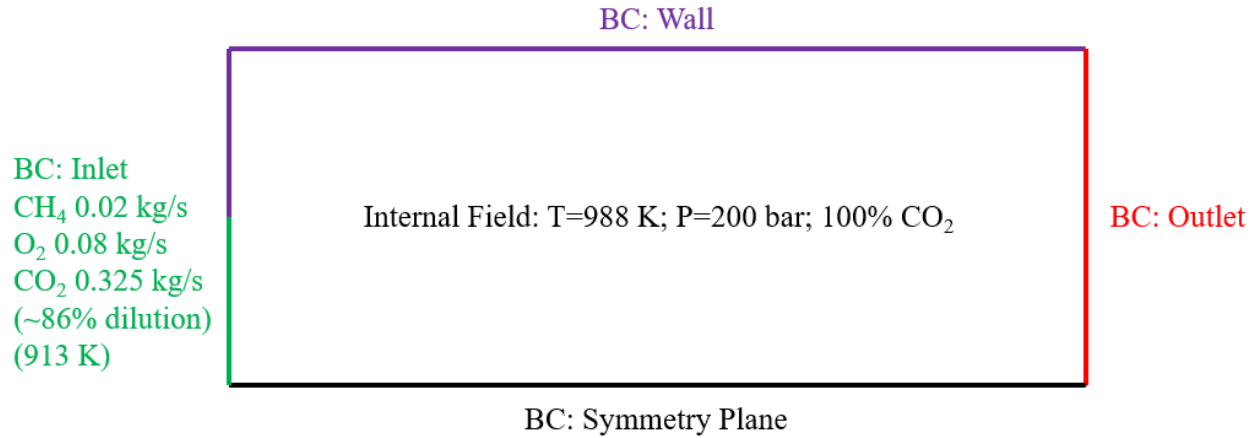 BC: Wall
BC: Inlet
CH₄ 0.02 kg/s
O₂ 0.08 kg/s
CO₂ 0.325 kg/s
(~86% dilution)
(913 K)
Internal Field: T=988 K; P=200 bar; 100% CO₂
BC: Outlet
BC: Symmetry Plane